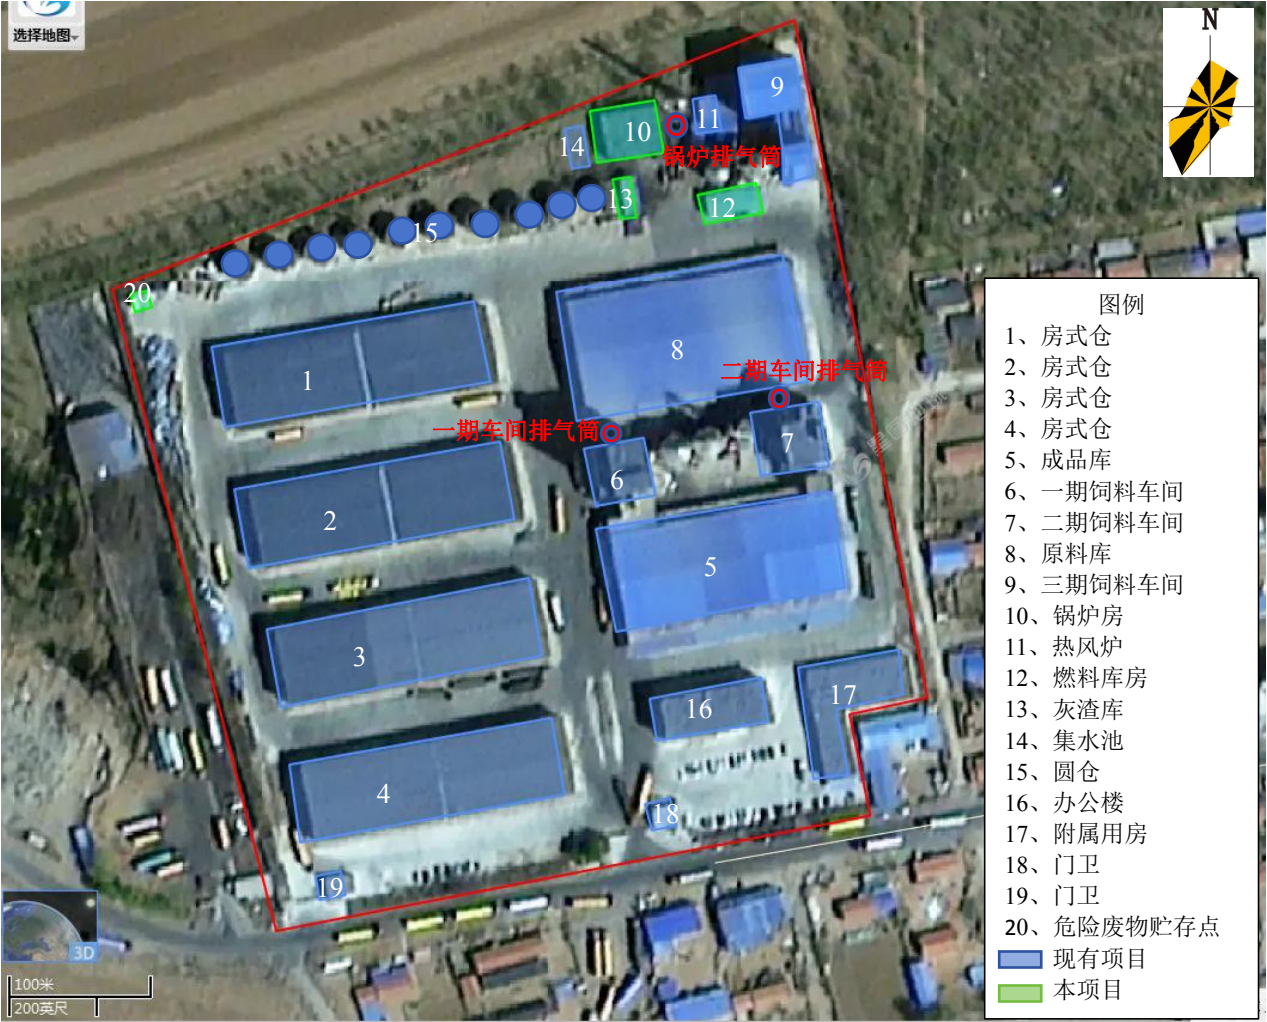 选择地图
N
9
11
10
14
锅炉排气筒
13
12
15
20
8
1
二期车间排气筒
一期车间排气筒
7
6
2
5
3
17
16
4
18
19
3D
100米
200英尺
图例
1、房式仓
2、房式仓
3、房式仓
4、房式仓
5、成品库
6、一期饲料车间
7、二期饲料车间
8、原料库
9、三期饲料车间
10、锅炉房
11、热风炉
12、燃料库房
13、灰渣库
14、集水池
15、圆仓
16、办公楼
17、附属用房
18、门卫
19、门卫
20、危险废物贮存点
现有项目
本项目